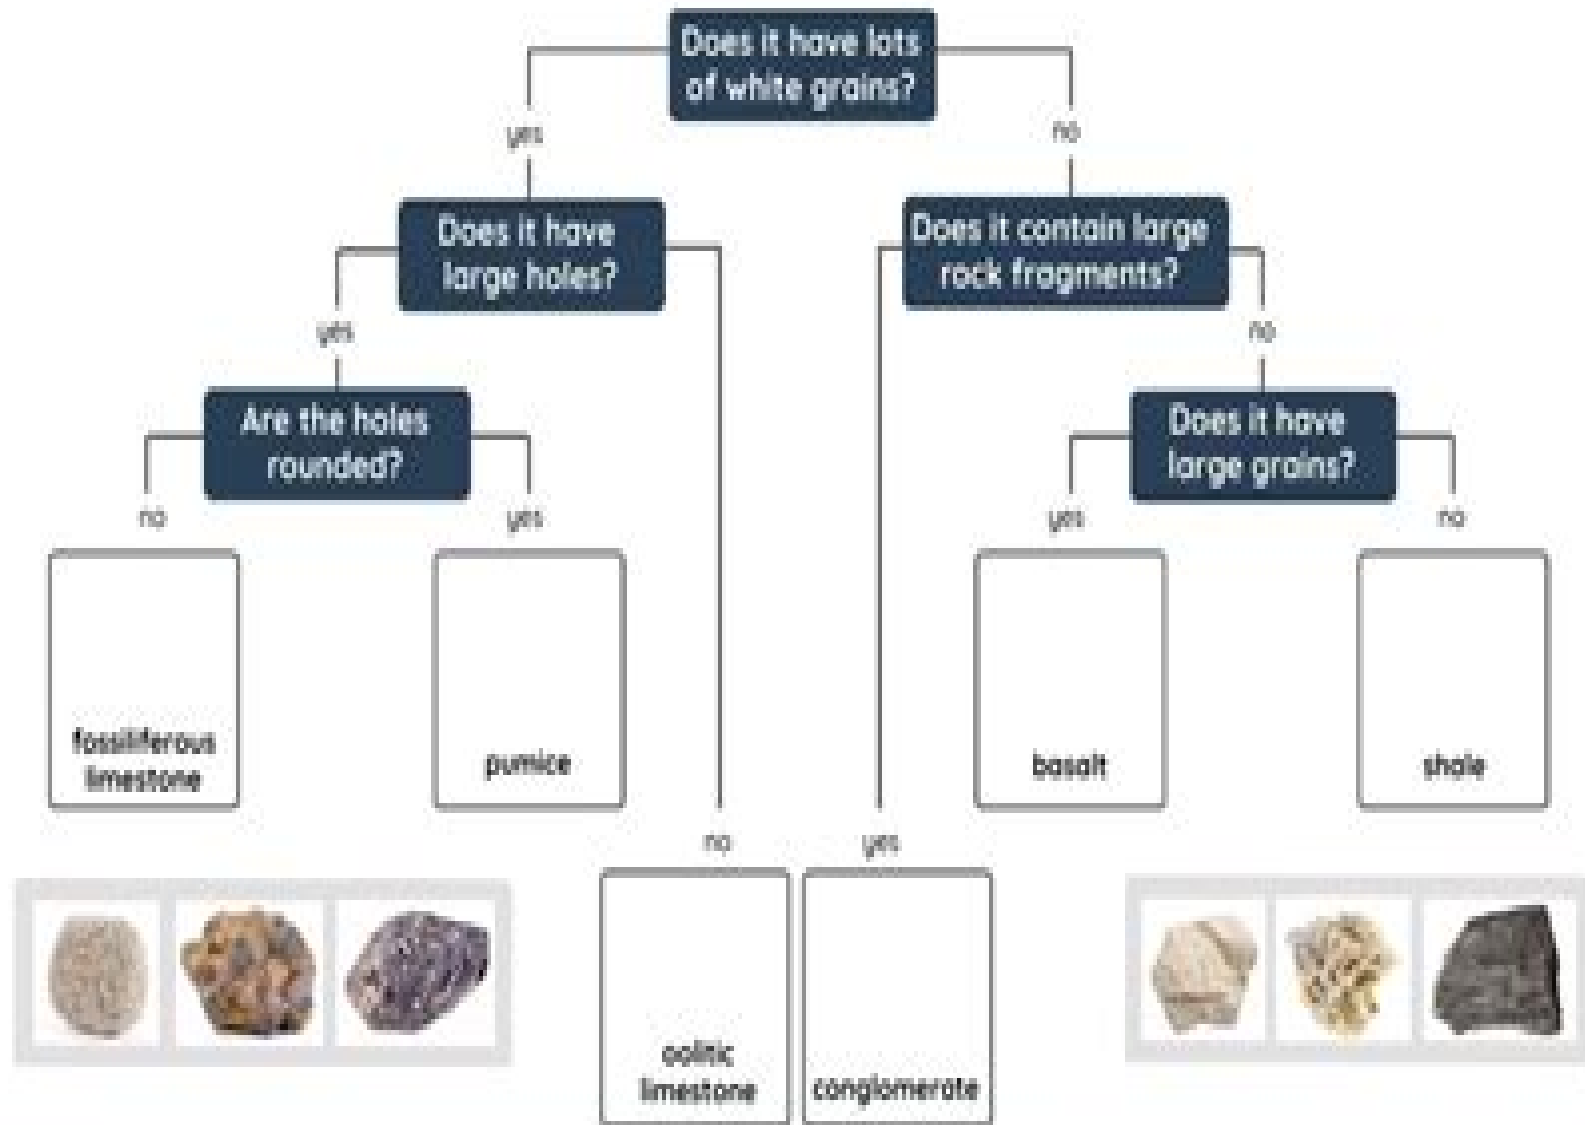 Does it have lots
of white grains?
yes
no
Does it have
large holes?
Does it contain large
rock fragments?
yes
no
Are the holes
rounded?
Does it have
large grains?
no
yes
yes
no
fossiliferous
limestone
pumice
basalt
shale
no
yes
oolitic
limestone
conglomerate